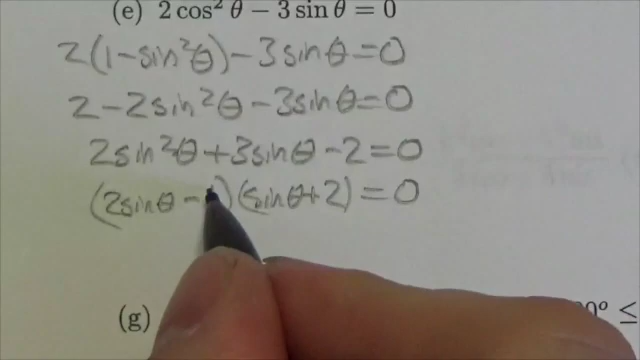 (e) 2 cos² θ − 3 sin θ = 0
2(1-sin²θ) - 3sinθ = 0
2 - 2sin²θ - 3sinθ = 0
2sin²θ + 3sinθ - 2 = 0
(2sinθ - ) (sinθ + 2) = 0
(g)
≤